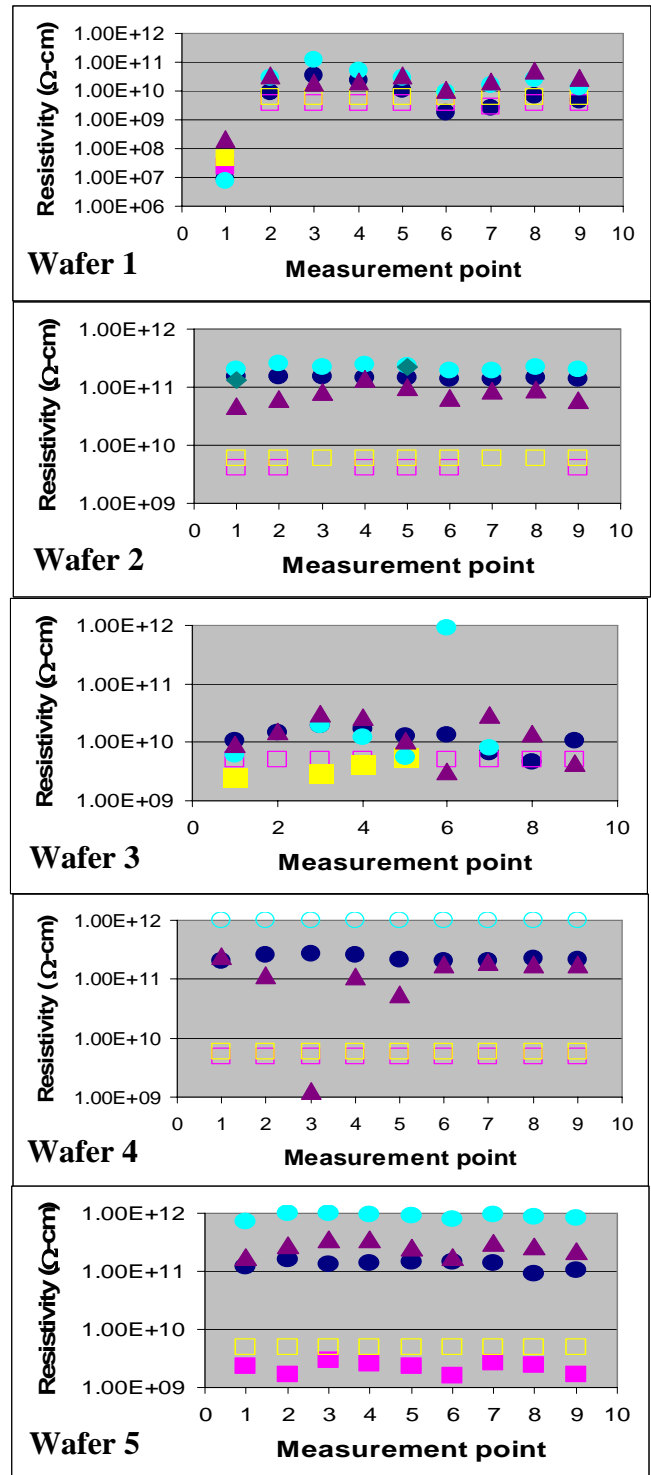 Resistivity (Ω-cm)
1.00E+12
1.00E+11
1.00E+10
1.00E+09
1.00E+08
1.00E+07
1.00E+06
0 1 2 3 4 5 6 7 8 9 10
Wafer 1
Measurement point
Resistivity (Ω-cm)
1.00E+12
1.00E+11
1.00E+10
1.00E+09
0 1 2 3 4 5 6 7 8 9 10
Wafer 2
Measurement point
Resistivity (Ω-cm)
1.00E+12
1.00E+11
1.00E+10
1.00E+09
0 2 4 6 8 10
Wafer 3
Measurement point
Resistivity (Ω-cm)
1.00E+12
1.00E+11
1.00E+10
1.00E+09
0 1 2 3 4 5 6 7 8 9 10
Wafer 4
Measurement point
Resistivity (Ω-cm)
1.00E+12
1.00E+11
1.00E+10
1.00E+09
0 1 2 3 4 5 6 7 8 9 10
Wafer 5
Measurement point